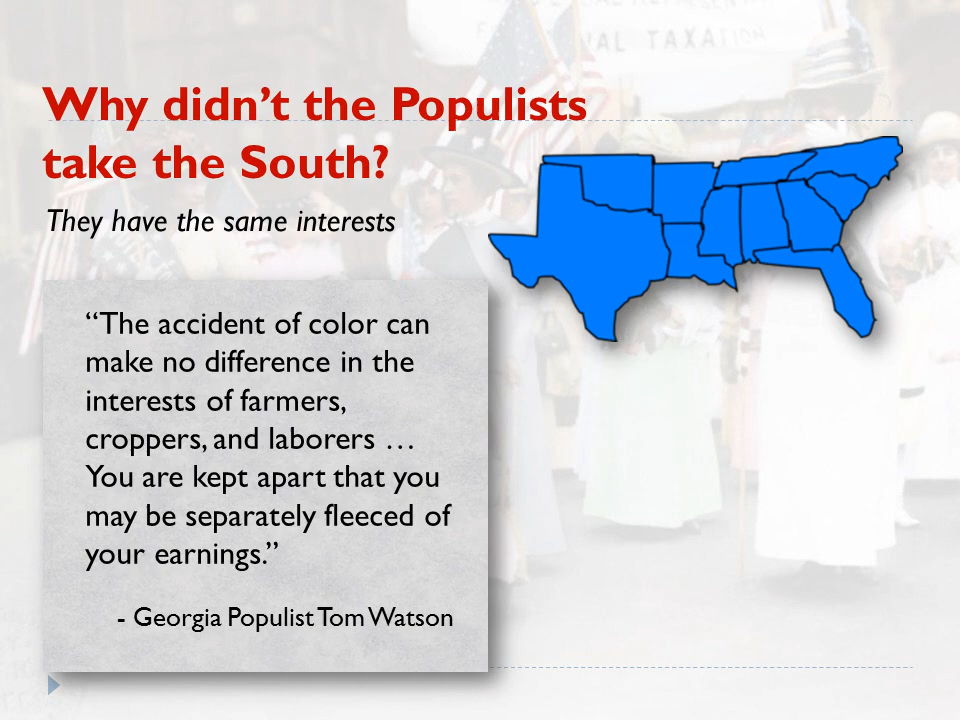 VAL TAXATION
Why didn’t the Populists
take the South?
They have the same interests
“The accident of color can
make no difference in the
interests of farmers,
croppers, and laborers …
You are kept apart that you
may be separately fleeced of
your earnings.”
- Georgia Populist Tom Watson